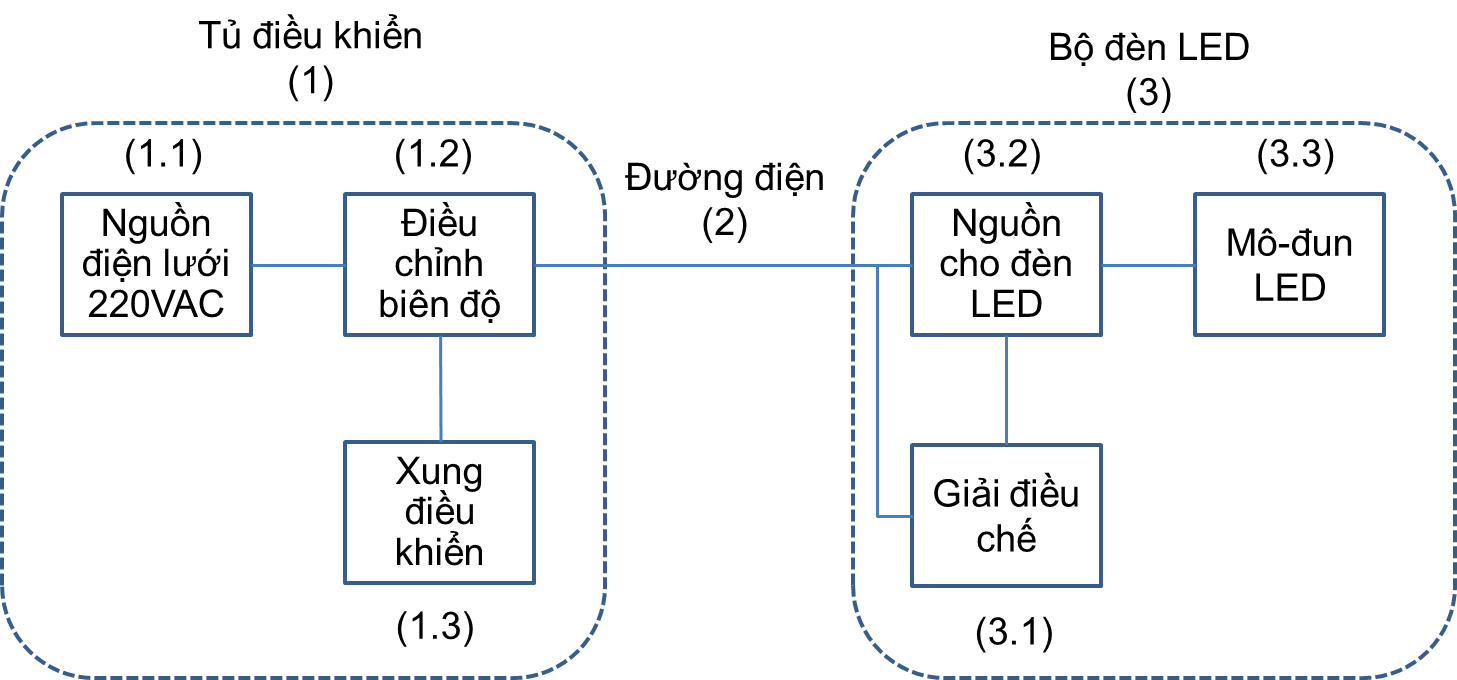 Tủ điều khiển
(1)
(1.1)
Nguồn
điện lưới
220VAC
(1.2)
Điều
chỉnh
biên độ
Xung
điều
khiển
(1.3)
Đường điện
(2)
Bộ đèn LED
(3)
(3.2)
Nguồn
cho đèn
LED
(3.3)
Mô-đun
LED
Giải điều
chế
(3.1)